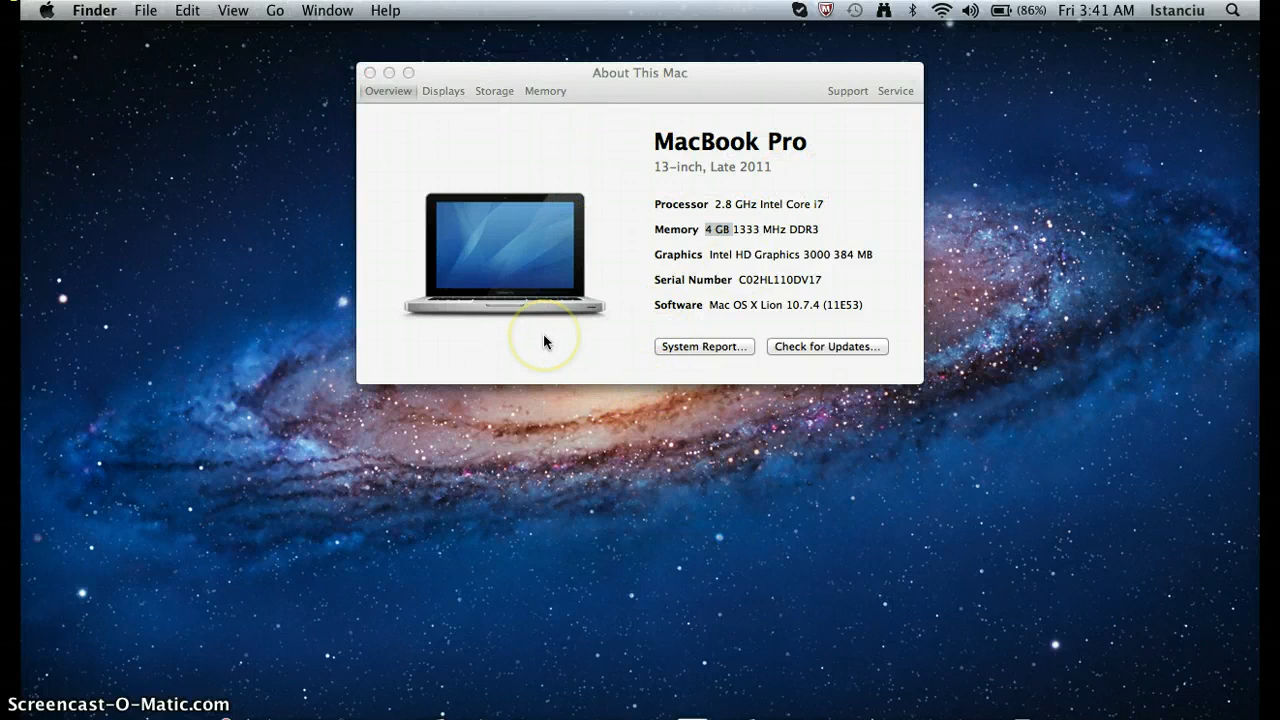 Finder File Edit View Go Window Help (86%) Fri 3:41 AM Istanciu
About This Mac
Overview Displays Storage Memory Support Service
MacBook Pro
13-inch, Late 2011
Processor 2.8 GHz Intel Core i7
Memory 4 GB 1333 MHz DDR3
Graphics Intel HD Graphics 3000 384 MB
Serial Number C02HL110DV17
Software Mac OS X Lion 10.7.4 (11E53)
System Report... Check for Updates...
Screencast-O-Matic.com